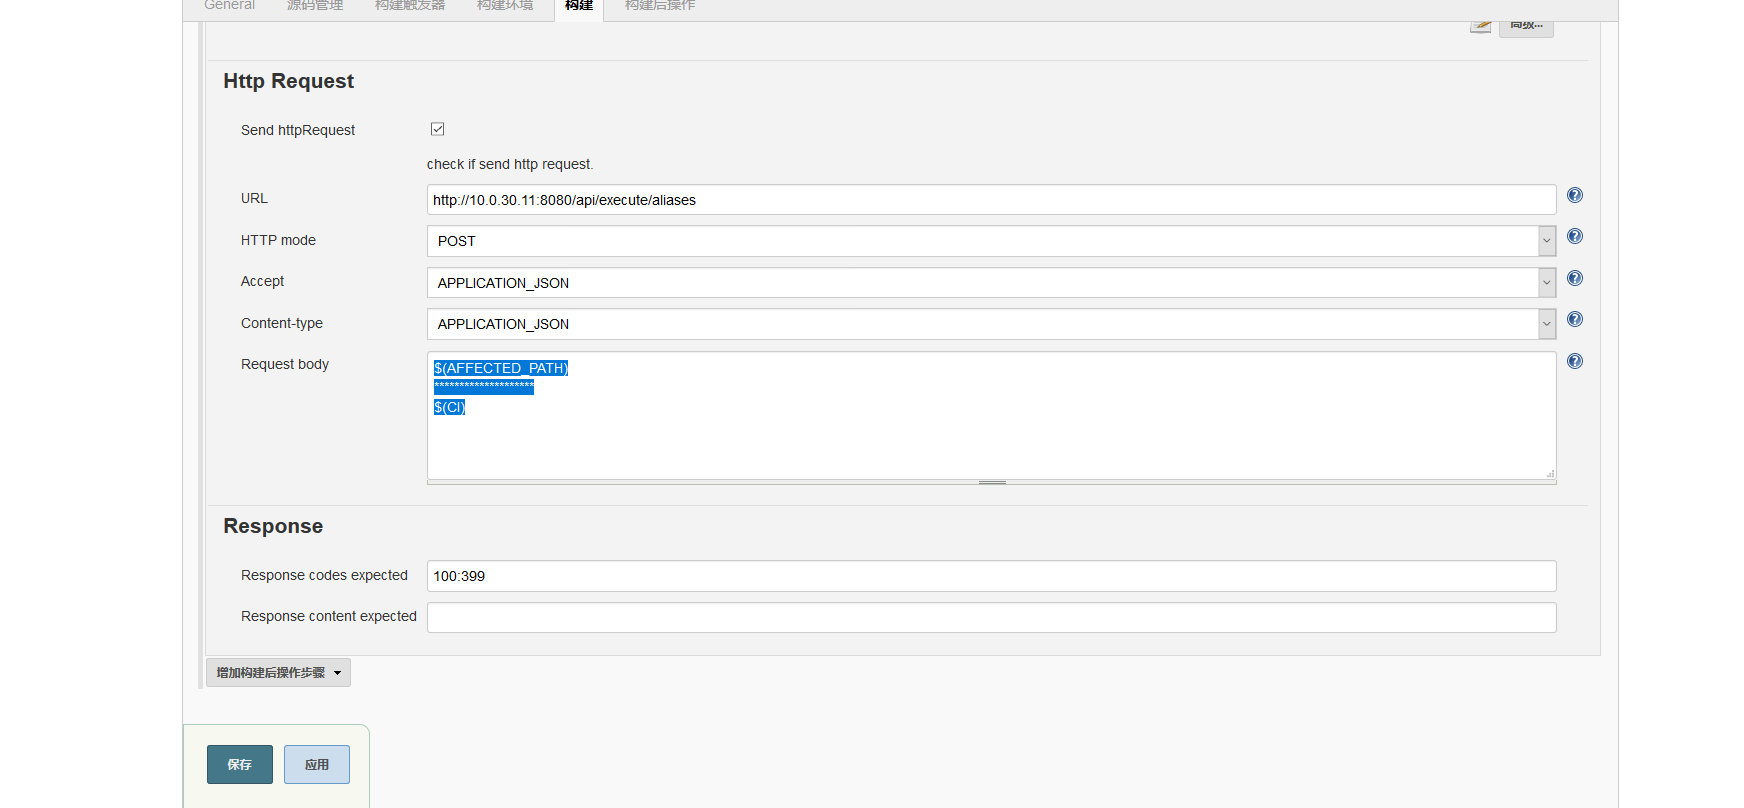 General 源码管理 构建触发器 构建环境 构建 构建后操作
高级...
Http Request
Send httpRequest
check if send http request.
URL http://10.0.30.11:8080/api/execute/aliases
HTTP mode POST
Accept APPLICATION_JSON
Content-type APPLICATION_JSON
Request body $(AFFECTED_PATH)
********************
$(CI)
Response
Response codes expected 100:399
Response content expected
增加构建后操作步骤
保存 应用